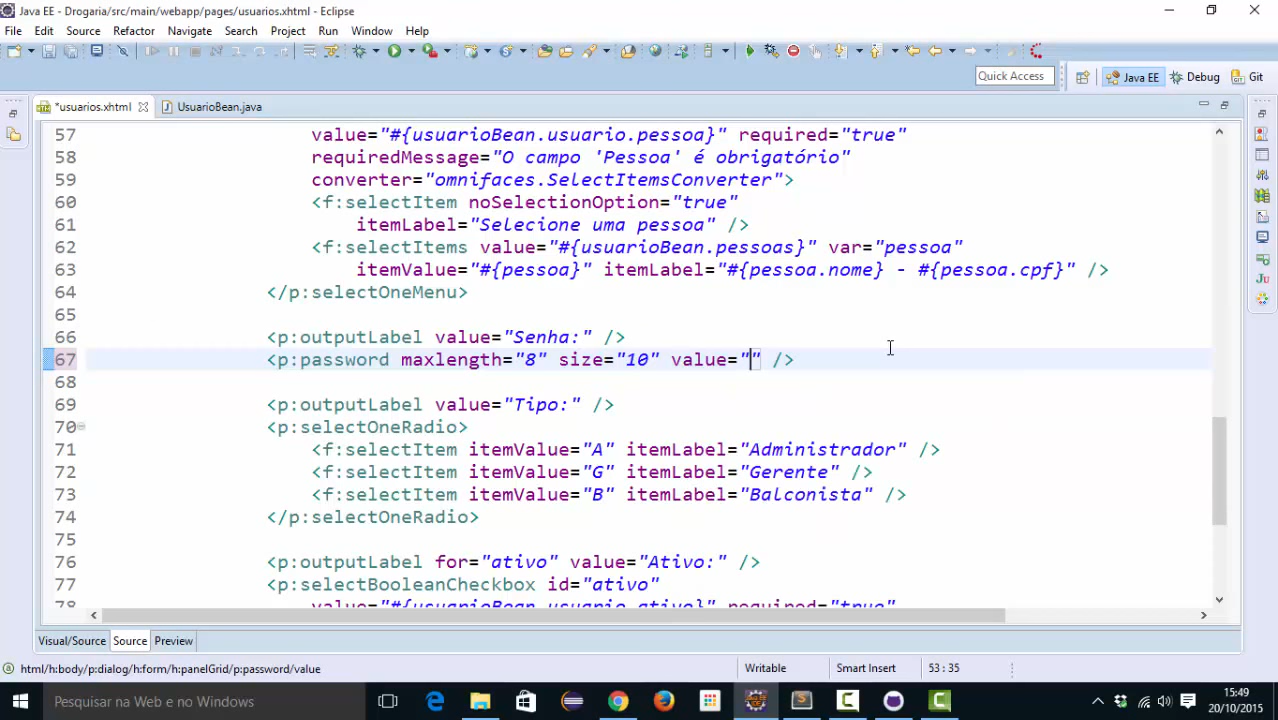 Java EE - Drogaria/src/main/webapp/pages/usuarios.xhtml - Eclipse
File Edit Source Refactor Navigate Search Project Run Window Help
Quick Access Java EE Debug Git
*usuarios.xhtml UsuarioBean.java
57 value="#{usuarioBean.usuario.pessoa}" required="true"
58 requiredMessage="O campo 'Pessoa' é obrigatório"
59 converter="omnifaces.SelectItemsConverter">
60 <f:selectItem noSelectionOption="true"
61 itemLabel="Selecione uma pessoa" />
62 <f:selectItems value="#{usuarioBean.pessoas}" var="pessoa"
63 itemValue="#{pessoa}" itemLabel="#{pessoa.nome} - #{pessoa.cpf}" />
64 </p:selectOneMenu>
65
66 <p:outputLabel value="Senha:" />
67 <p:password maxlength="8" size="10" value="" />
68
69 <p:outputLabel value="Tipo:" />
70 <p:selectOneRadio>
71 <f:selectItem itemValue="A" itemLabel="Administrador" />
72 <f:selectItem itemValue="G" itemLabel="Gerente" />
73 <f:selectItem itemValue="B" itemLabel="Balconista" />
74 </p:selectOneRadio>
75
76 <p:outputLabel for="ativo" value="Ativo:" />
77 <p:selectBooleanCheckbox id="ativo"
78 value="#{usuarioBean.usuario.ativo}" required="true"
Visual/Source Source Preview
html/h:body/p:dialog/h:form/h:panelGrid/p:password/value Writable Smart Insert 53 : 35
Pesquisar na Web e no Windows 15:49
20/10/2015